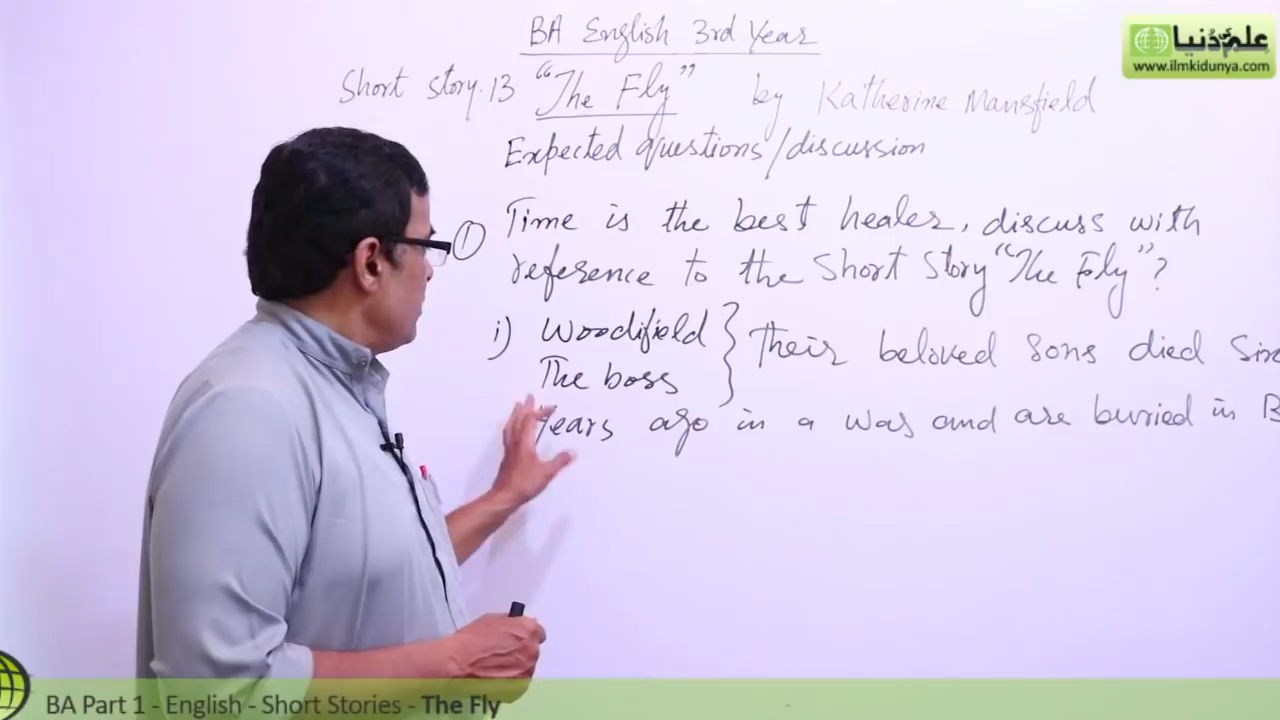 BA English 3rd Year
علم کی دُنیا
www.ilmkidunya.com
Short Story.13 "The Fly" by Katherine Mansfield
Expected questions/discussion
① Time is the best healer, discuss with
reference to the Short Story "The Fly"?
i) Woodifield } Their beloved sons died
The boss
years ago in a war and are buried in
BA Part 1 - English - Short Stories - The Fly